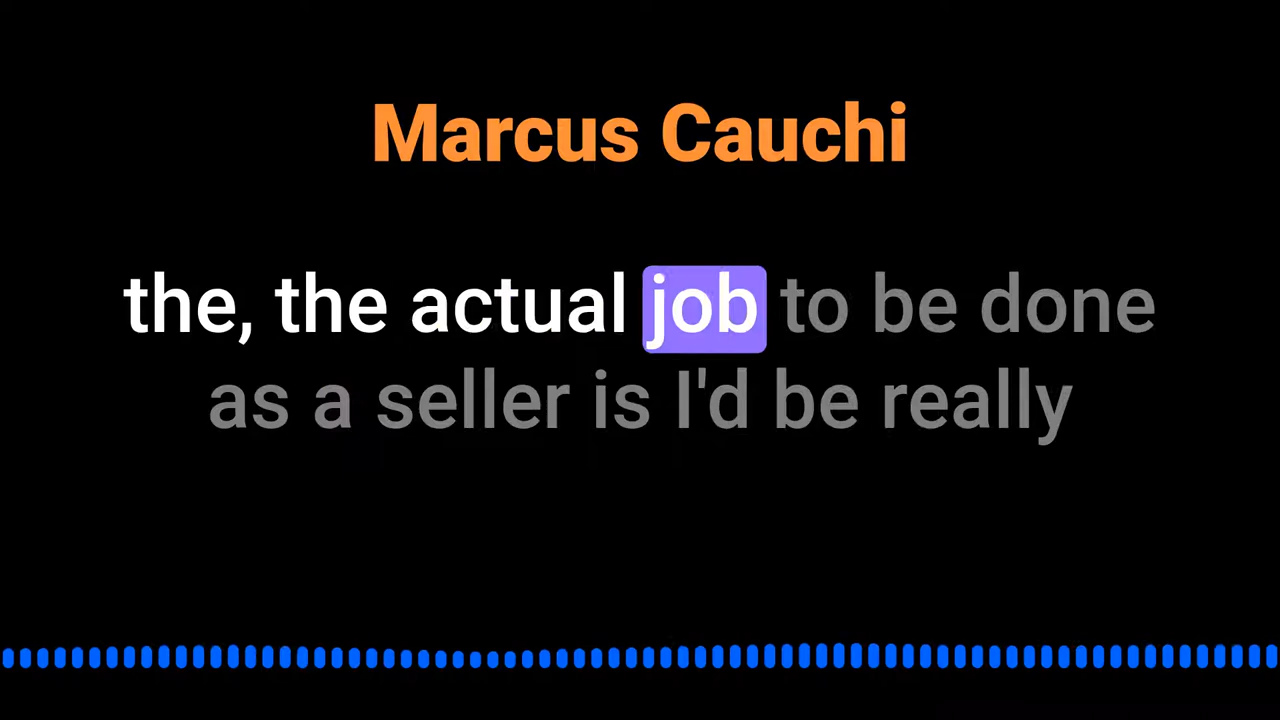 Marcus Cauchi
the, the actual job to be done
as a seller is I'd be really